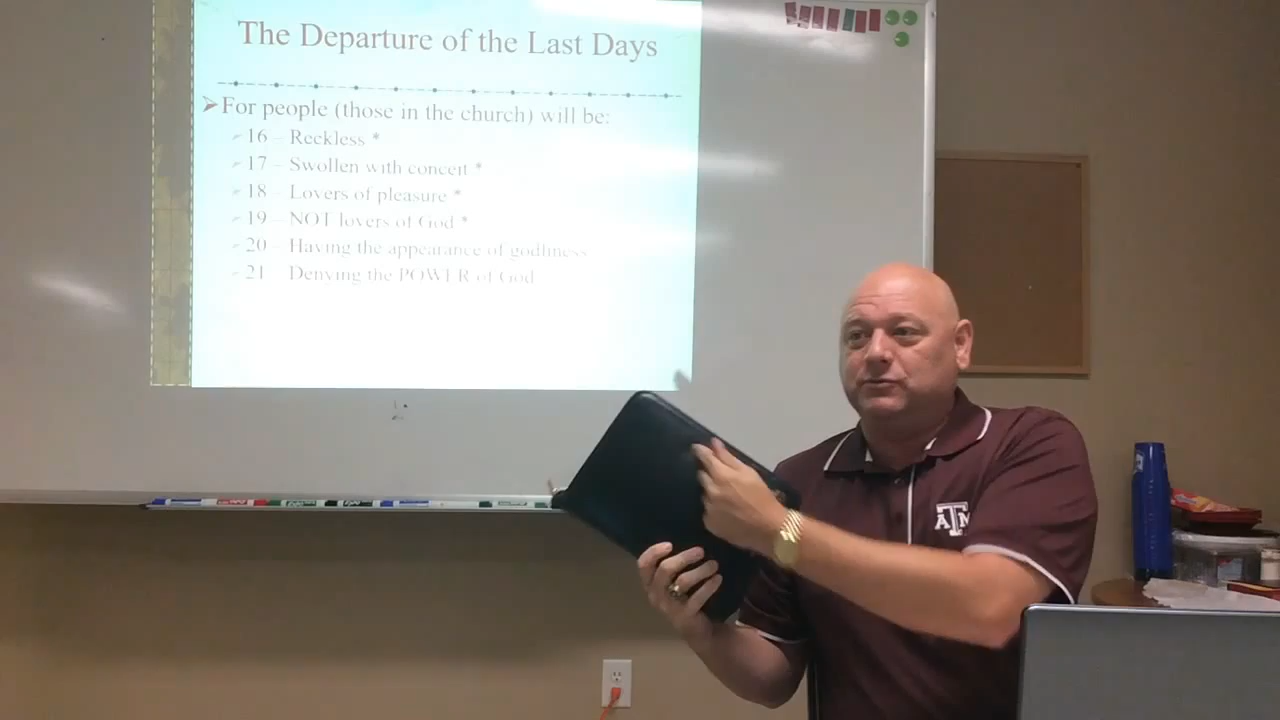 The Departure of the Last Days
For people (those in the church) will be:
16 – Reckless *
17 – Swollen with conceit *
18 – Lovers of pleasure *
19 – NOT lovers of God *
20 – Having the appearance of godliness
21 – Denying the POWER of God
ATM